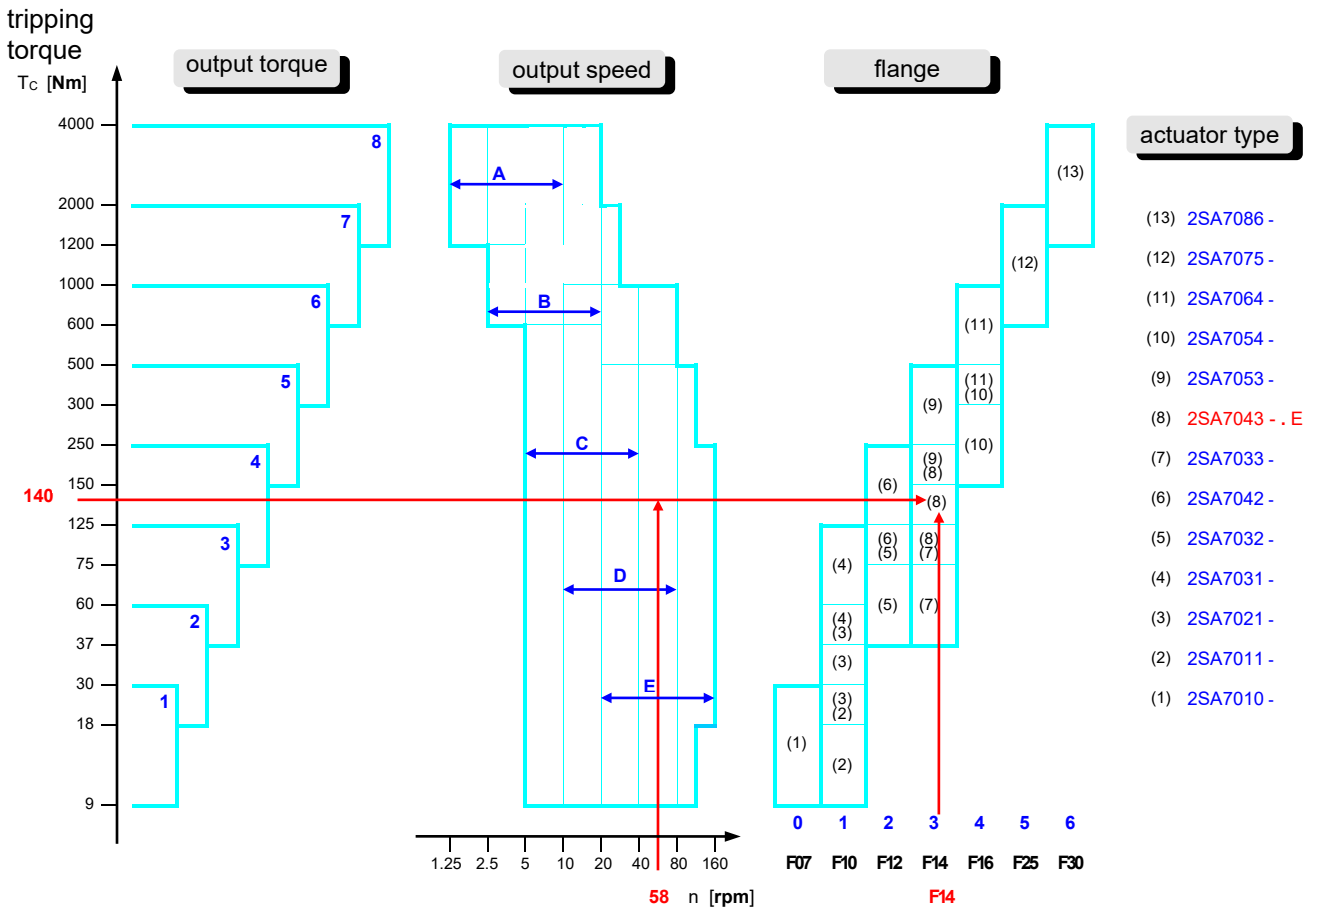 tripping
torque
Tc [Nm]
output torque
output speed
flange
actuator type
4000
2000
1200
1000
600
500
300
250
150
140
125
75
60
37
30
18
9
8
7
6
5
4
3
2
1
A
B
C
D
E
1.25 2.5 5 10 20 40 80 160
58 n [rpm]
(13)
(12)
(11)
(11)
(10)
(9)
(10)
(9)
(8)
(6)
(8)
(6)
(5)
(8)
(7)
(4)
(5)
(7)
(4)
(3)
(3)
(3)
(2)
(1)
(2)
0 1 2 3 4 5 6
F07 F10 F12 F14 F16 F25 F30
F14
(13) 2SA7086 -
(12) 2SA7075 -
(11) 2SA7064 -
(10) 2SA7054 -
(9) 2SA7053 -
(8) 2SA7043 - . E
(7) 2SA7033 -
(6) 2SA7042 -
(5) 2SA7032 -
(4) 2SA7031 -
(3) 2SA7021 -
(2) 2SA7011 -
(1) 2SA7010 -